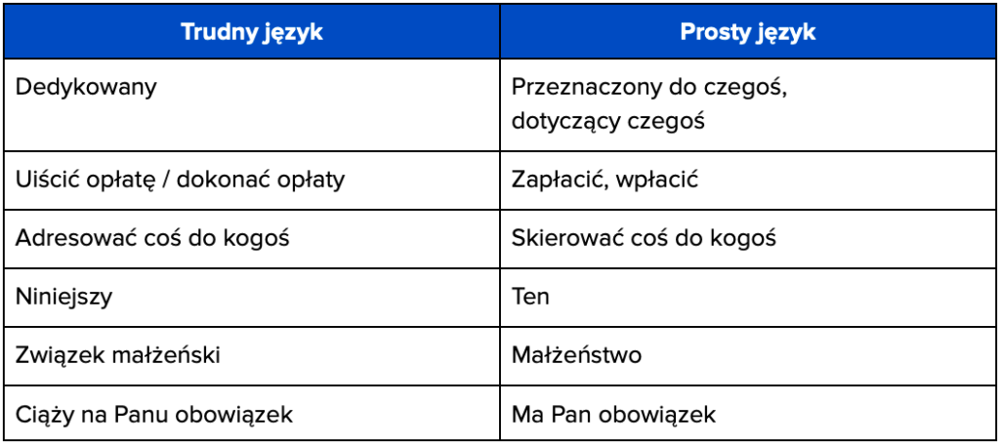 Trudny język
Prosty język
Dedykowany
Przeznaczony do czegoś,
dotyczący czegoś
Uiścić opłatę / dokonać opłaty
Zapłacić, wpłacić
Adresować coś do kogoś
Skierować coś do kogoś
Niniejszy
Ten
Związek małżeński
Małżeństwo
Ciąży na Panu obowiązek
Ma Pan obowiązek